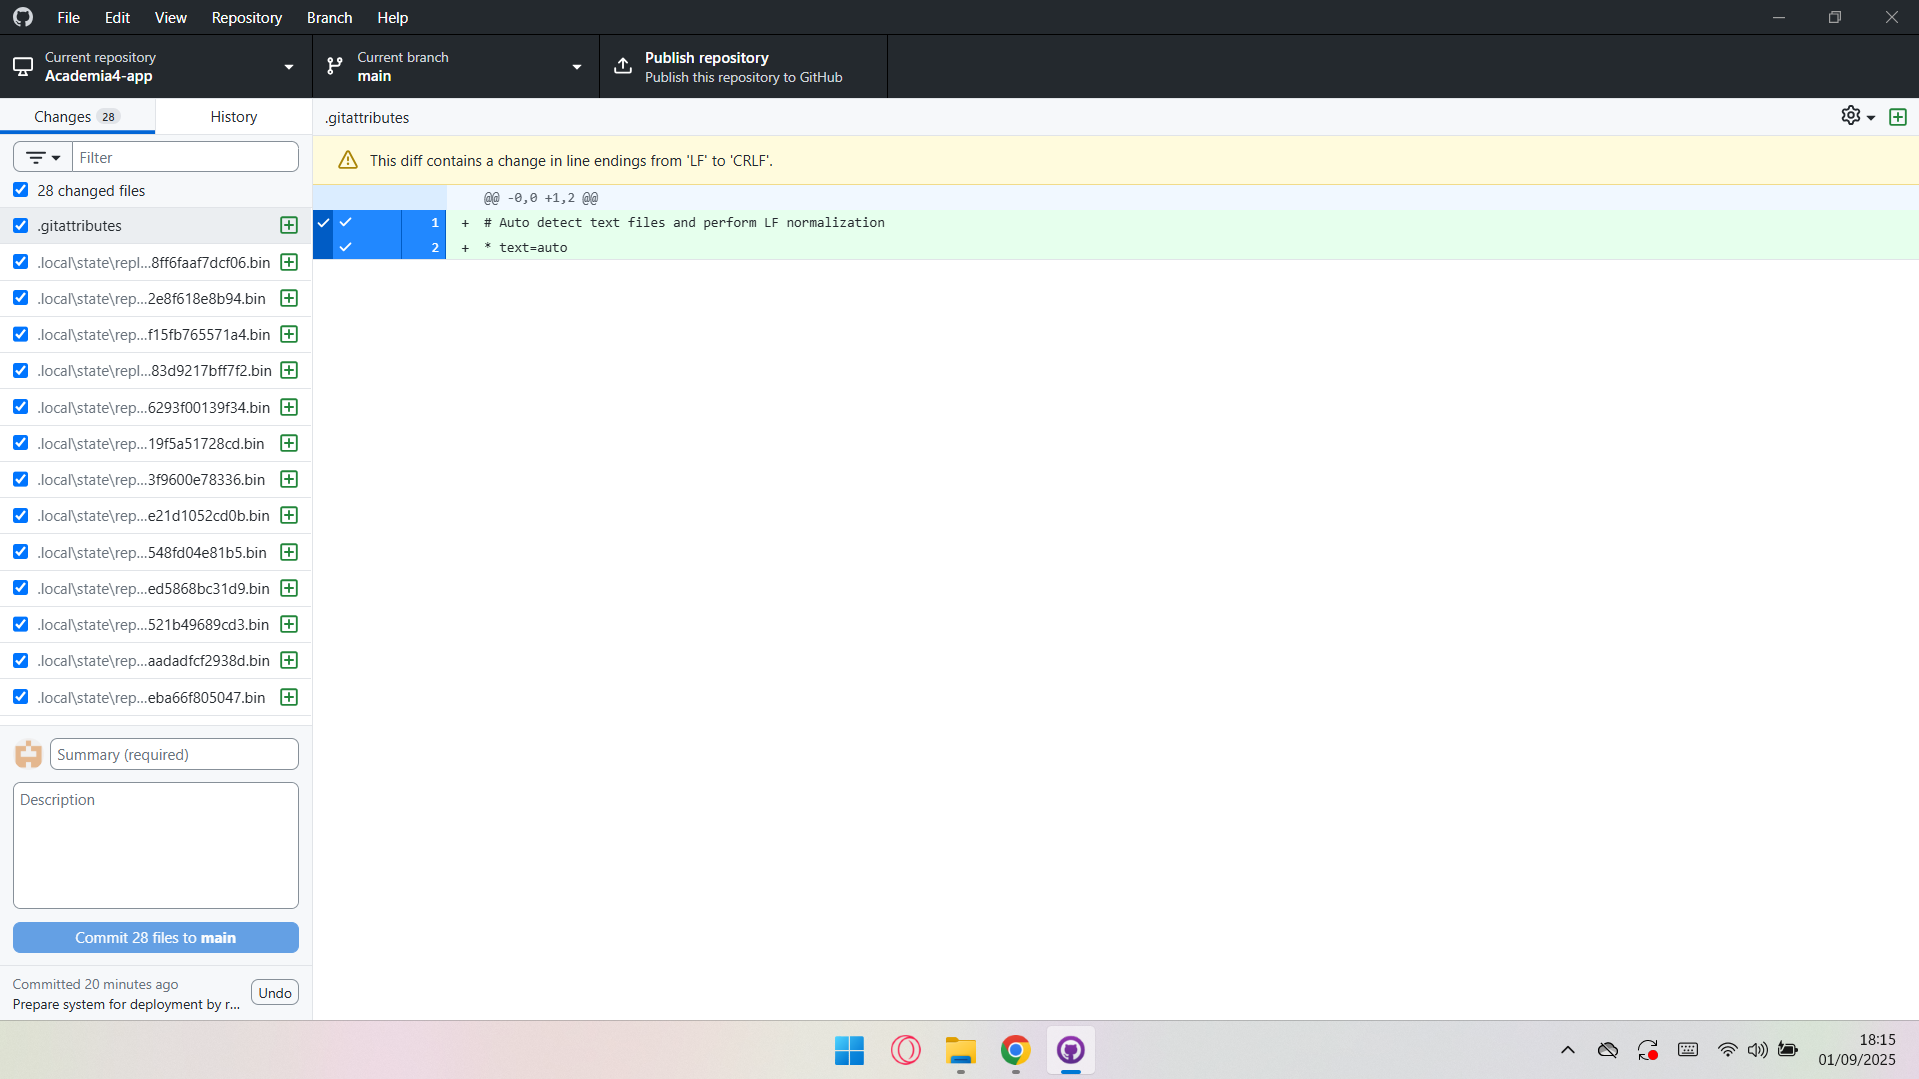 File Edit View Repository Branch Help
Current repository
Academia4-app
Current branch
main
Publish repository
Publish this repository to GitHub
Changes 28
History
.gitattributes
Filter
This diff contains a change in line endings from 'LF' to 'CRLF'.
28 changed files
@@ -0,0 +1,2 @@
.gitattributes
1 + # Auto detect text files and perform LF normalization
2 + * text=auto
.local\state\repl...8ff6faaf7dcf06.bin
.local\state\rep...2e8f618e8b94.bin
.local\state\rep...f15fb765571a4.bin
.local\state\repl...83d9217bff7f2.bin
.local\state\rep...6293f00139f34.bin
.local\state\rep...19f5a51728cd.bin
.local\state\rep...3f9600e78336.bin
.local\state\rep...e21d1052cd0b.bin
.local\state\rep...548fd04e81b5.bin
.local\state\rep...ed5868bc31d9.bin
.local\state\rep...521b49689cd3.bin
.local\state\rep...aadadfcf2938d.bin
.local\state\rep...eba66f805047.bin
Summary (required)
Description
Commit 28 files to main
Committed 20 minutes ago
Prepare system for deployment by r...
Undo
18:15
01/09/2025